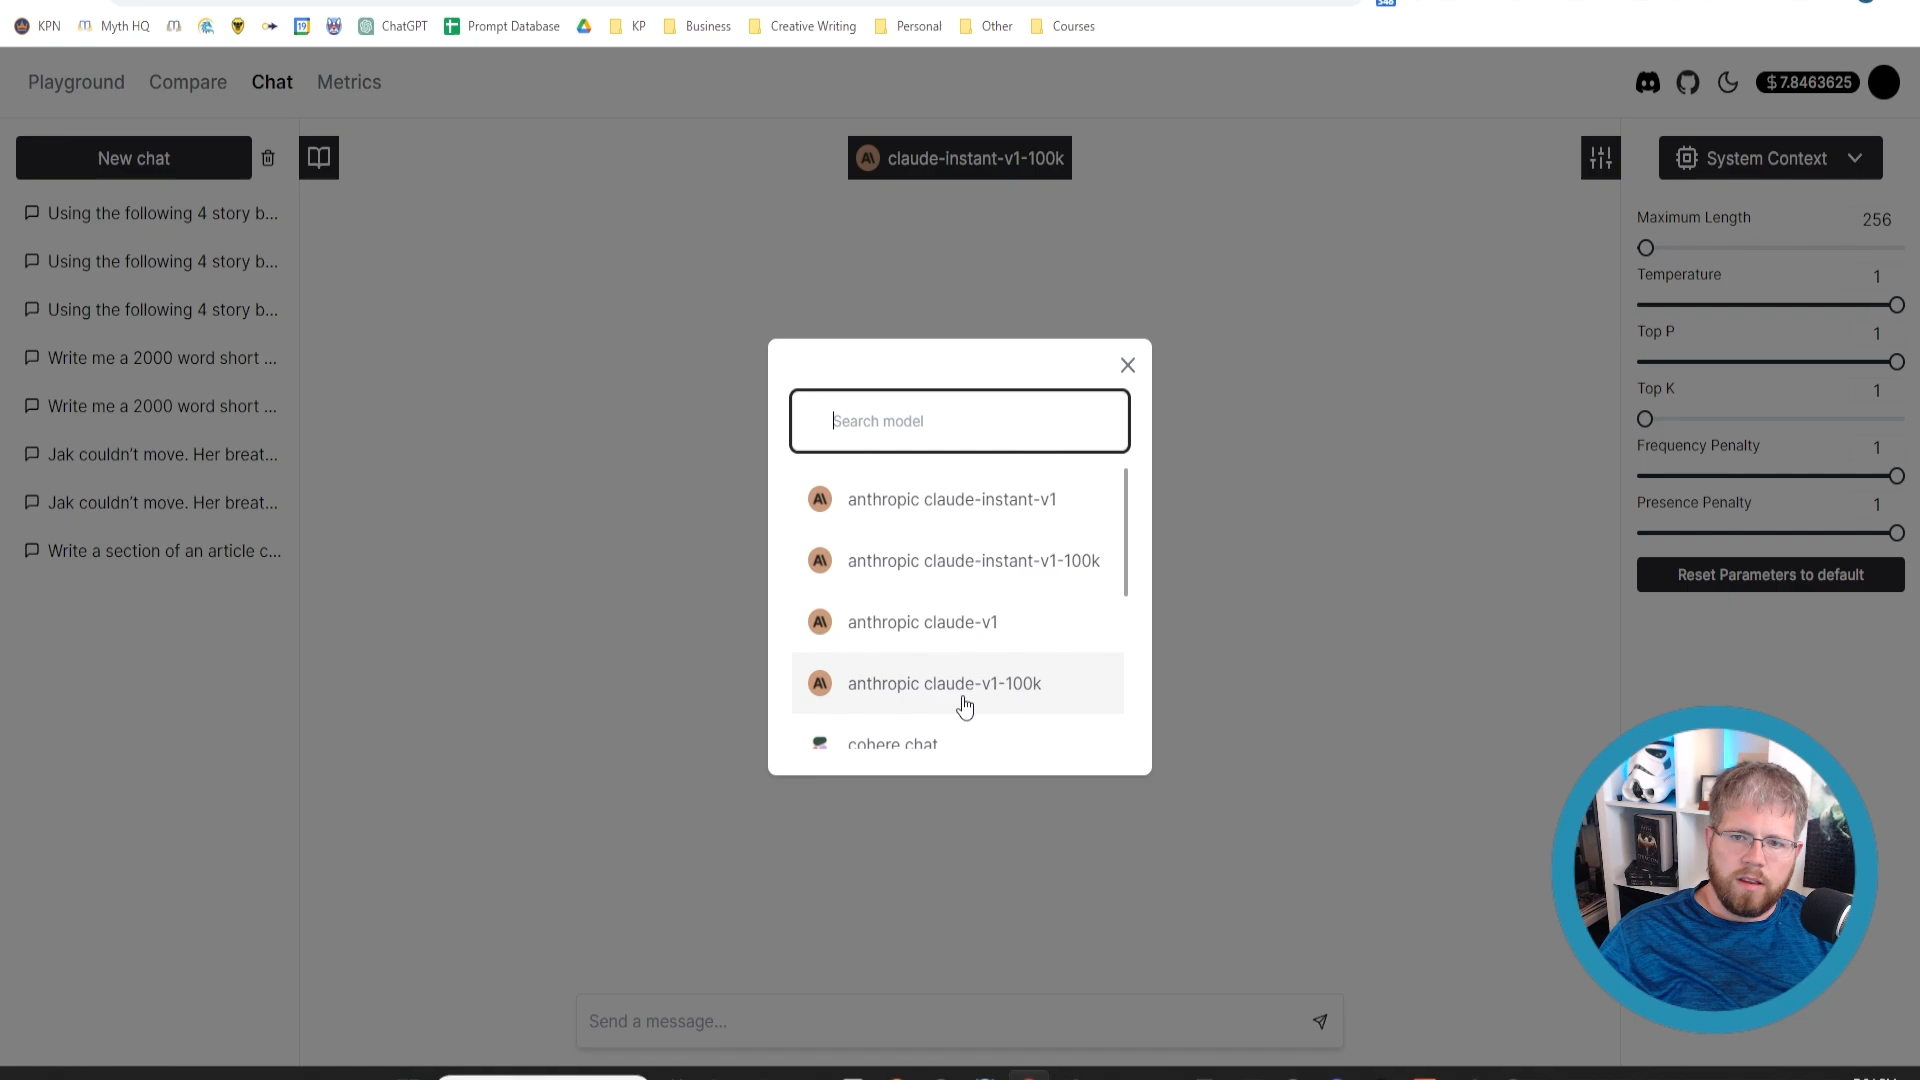 KPN Myth HQ 19 ChatGPT Prompt Database KP Business Creative Writing Personal Other Courses
Playground Compare Chat Metrics $7.8463625
New chat claude-instant-v1-100k System Context
Using the following 4 story b...
Using the following 4 story b...
Using the following 4 story b...
Write me a 2000 word short ...
Write me a 2000 word short ...
Jak couldn't move. Her breat...
Jak couldn't move. Her breat...
Write a section of an article c...
Search model
anthropic claude-instant-v1
anthropic claude-instant-v1-100k
anthropic claude-v1
anthropic claude-v1-100k
cohere chat
Maximum Length 256
Temperature 1
Top P 1
Top K 1
Frequency Penalty 1
Presence Penalty 1
Reset Parameters to default
Send a message...